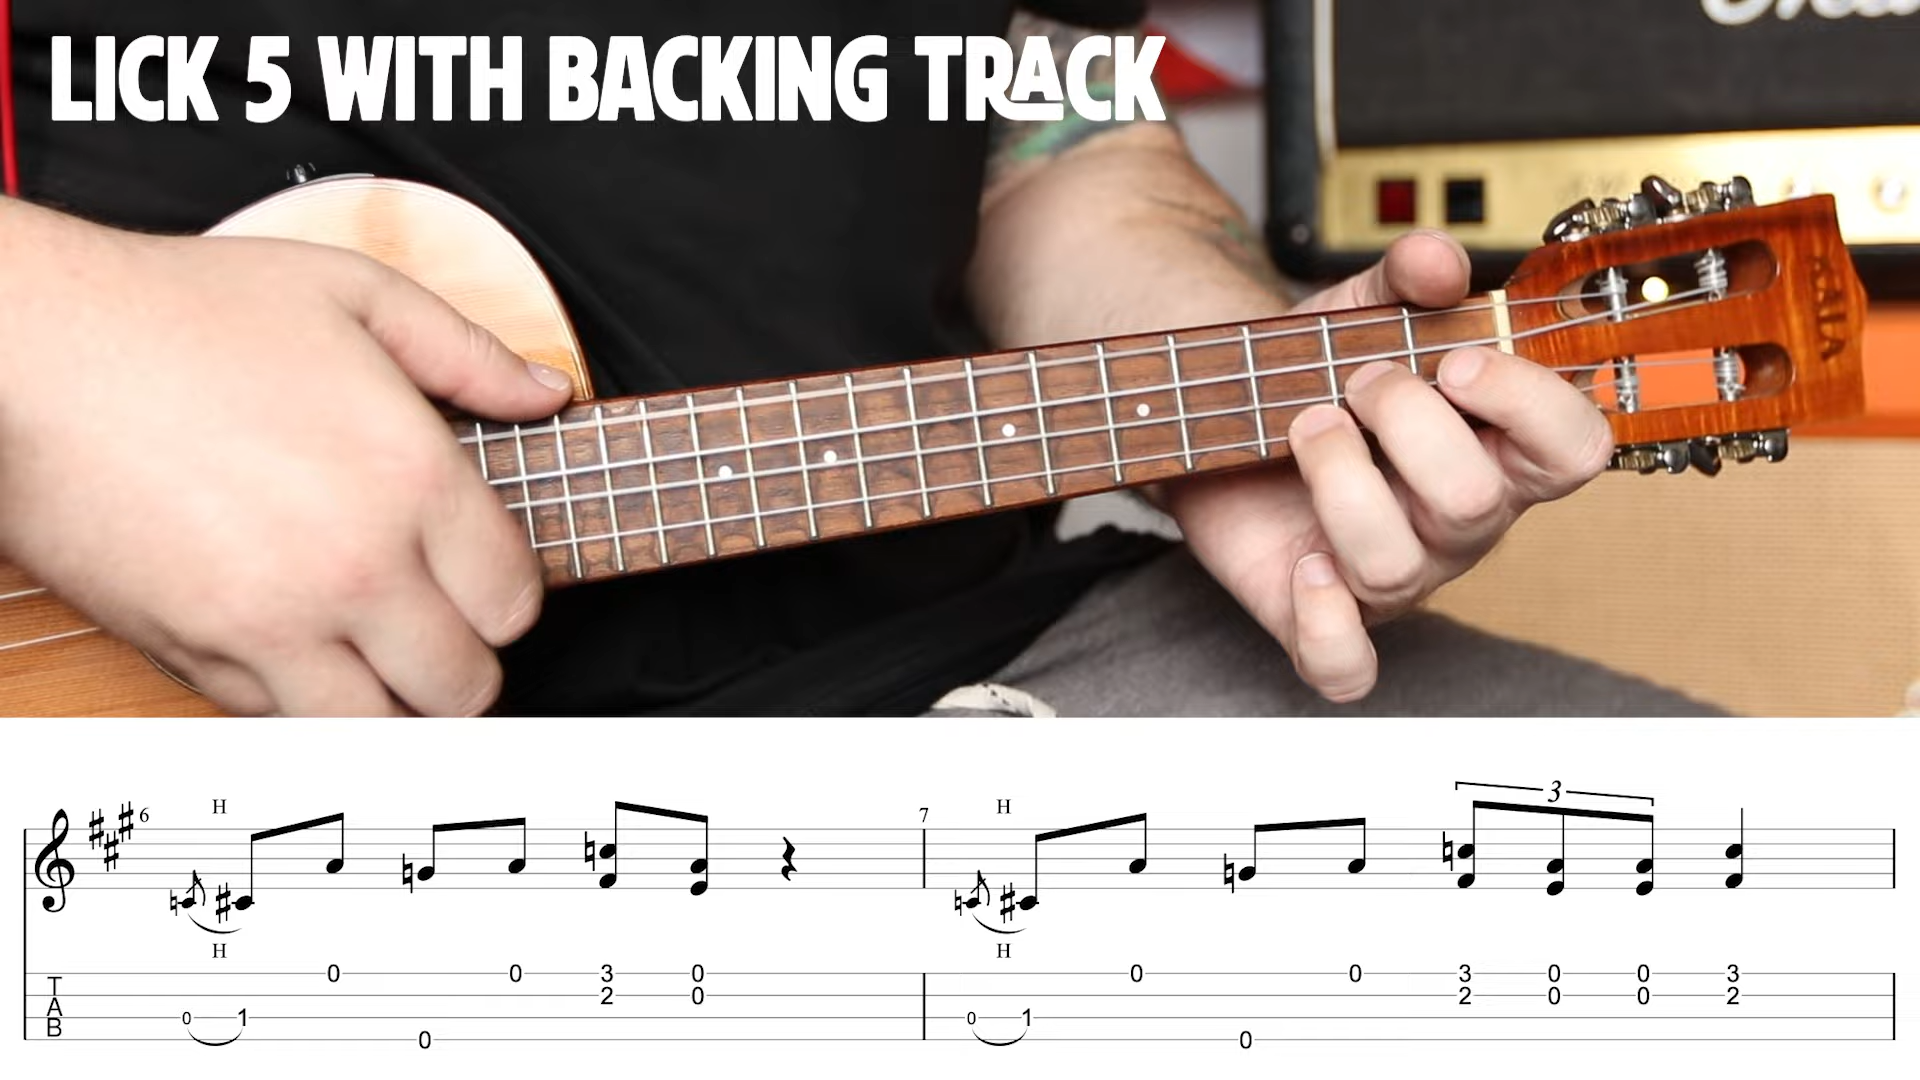 LICK 5 WITH BACKING TRACK
KALA
6 H 7 H 3
H H
T 0 0 3 0 0 0 3 0 0 3
A 2 0 2 0 0 2
B 0 1 0 1
0 0